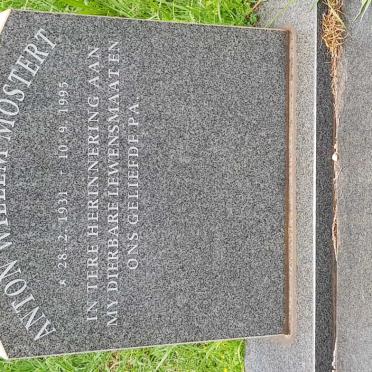 ANTON WILLEM MOSTERT
* 28.2.1931 - 10.9.1995
IN TERE HERINNERING AAN
MY DIERBARE LEWENSMAAT EN
ONS GELIEFDE PA